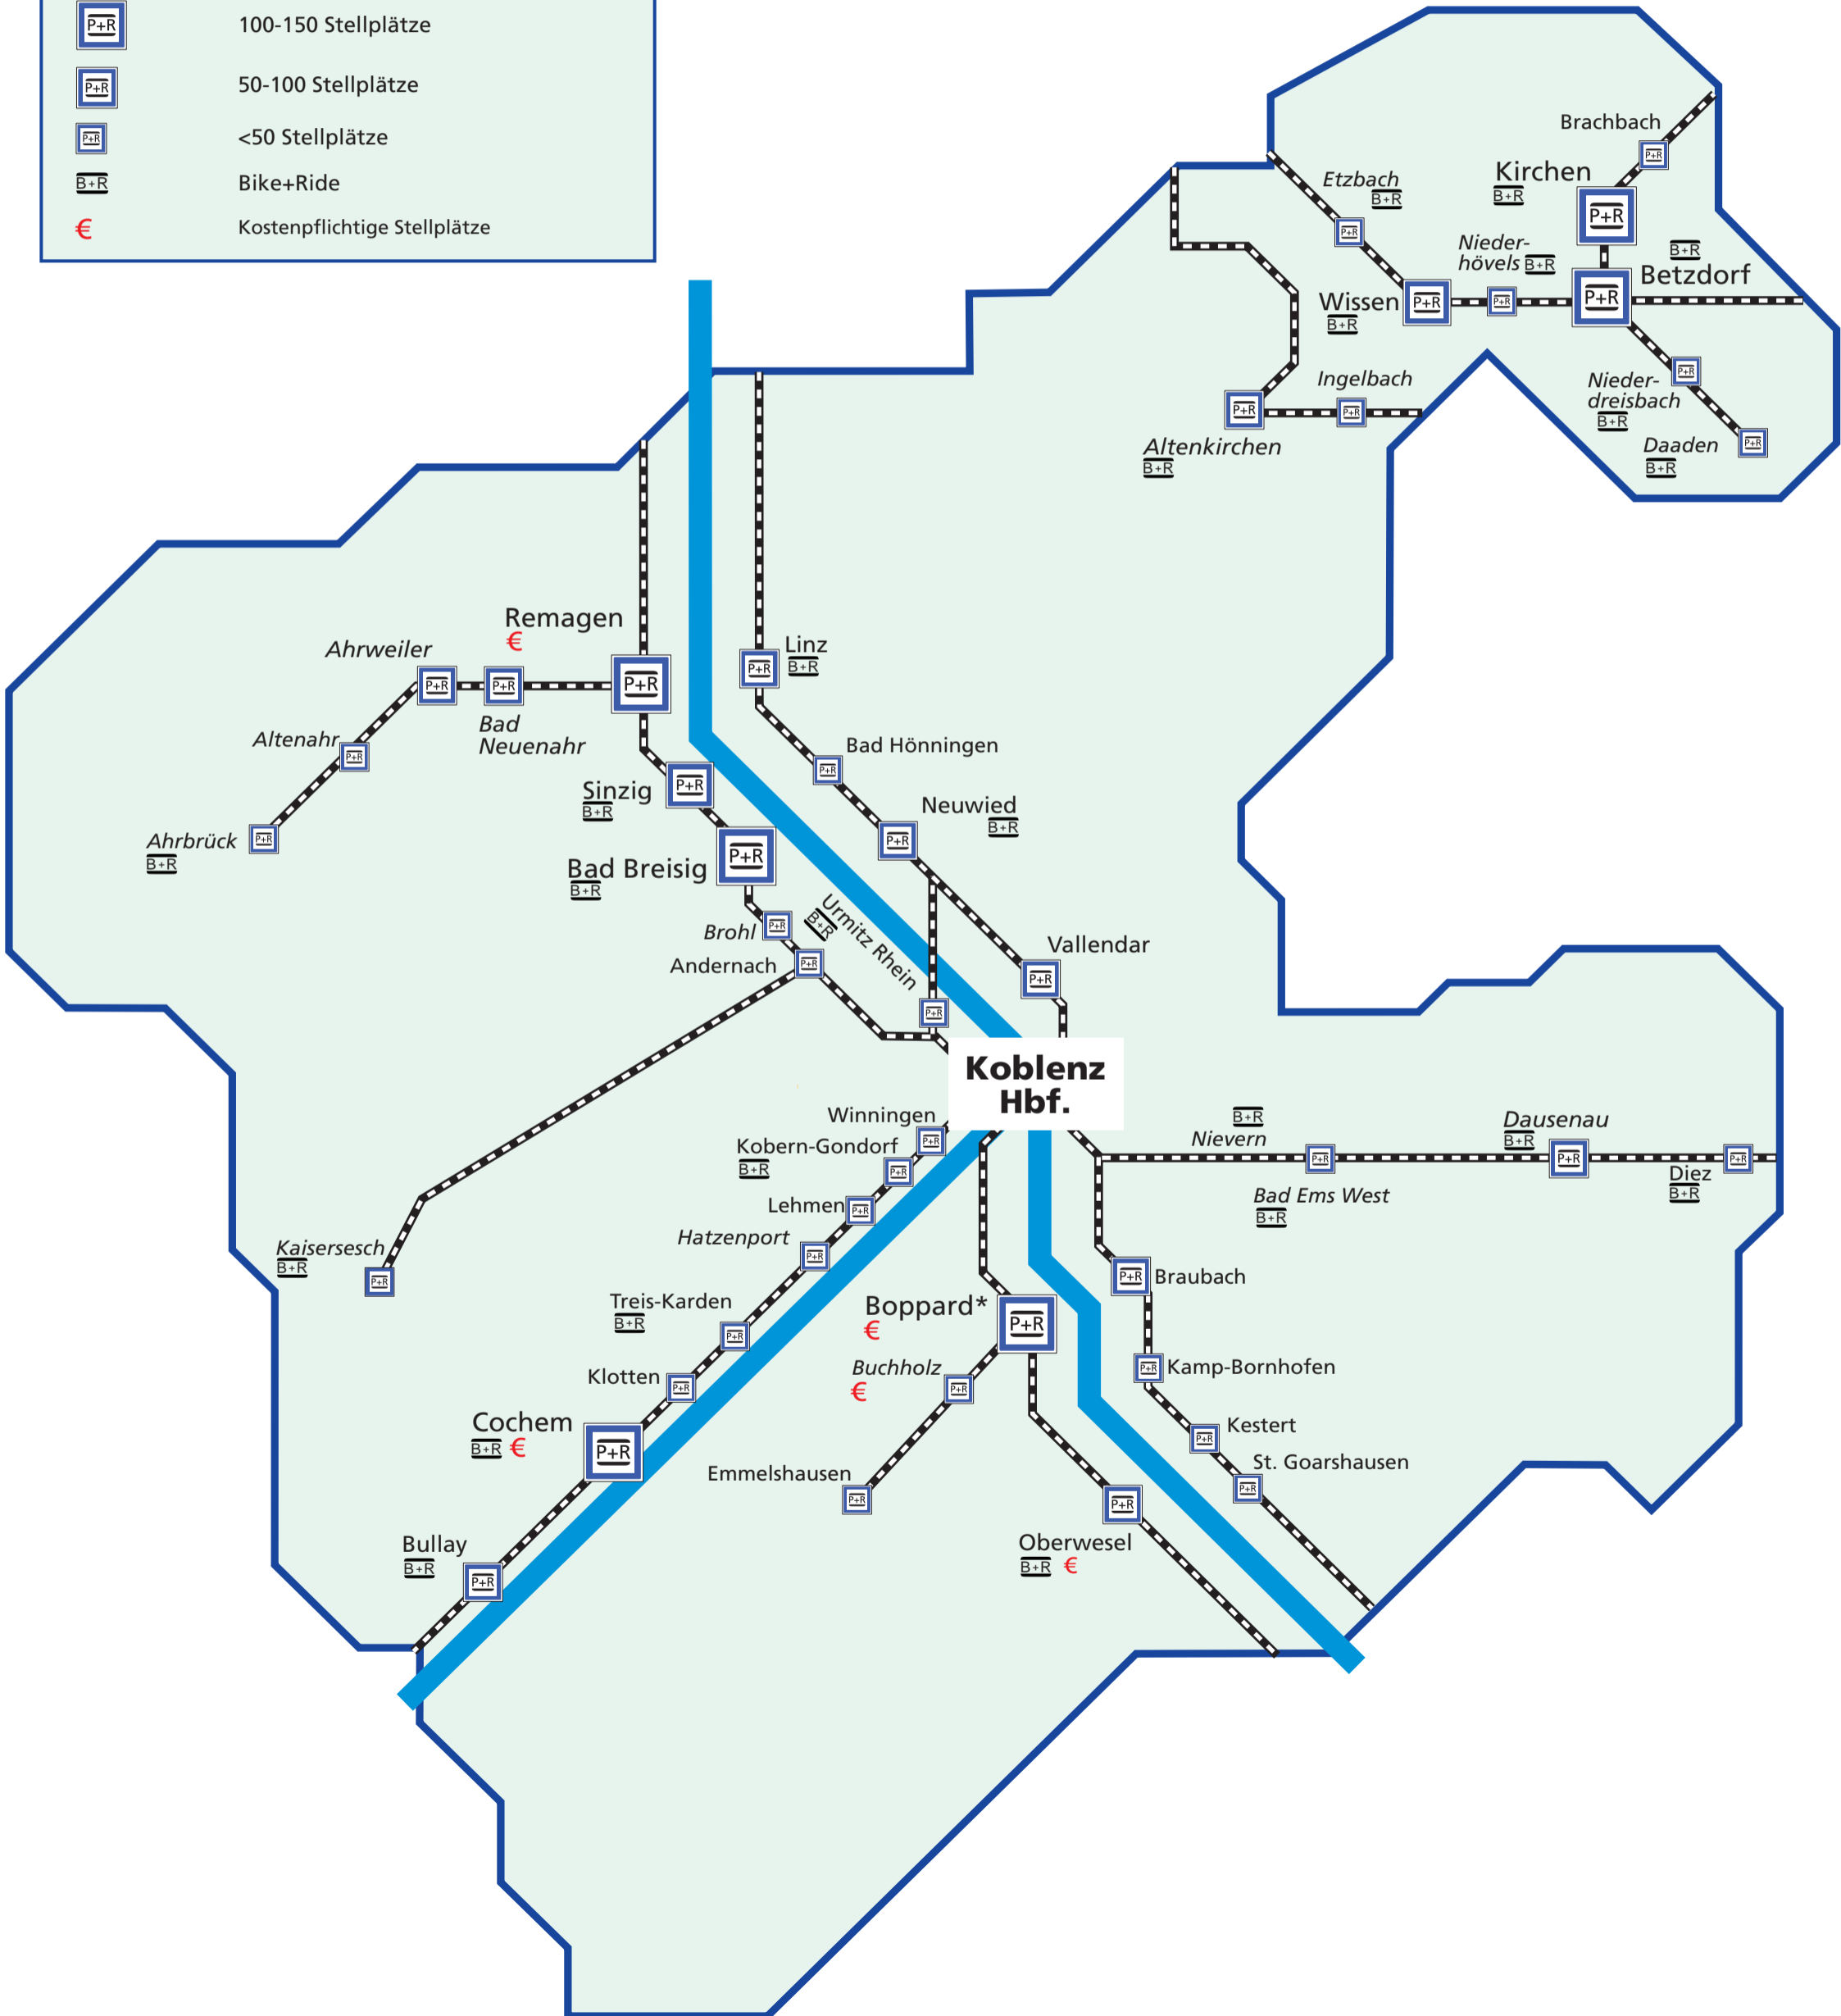 P+R 100-150 Stellplätze
P+R 50-100 Stellplätze
P+R <50 Stellplätze
B+R Bike+Ride
€ Kostenpflichtige Stellplätze
Brachbach
P+R
Kirchen
B+R
P+R
Etzbach
B+R
P+R
Nieder-
hövels B+R
P+R
B+R
Betzdorf
P+R
Wissen
B+R
P+R
Ingelbach
P+R
P+R
Altenkirchen
B+R
P+R
Nieder-
dreisbach
B+R
Daaden
B+R
P+R
Remagen
€
P+R
Ahrweiler
P+R
P+R
Bad
Neuenahr
Altenahr
P+R
Ahrbrück
B+R
P+R
Linz
B+R
P+R
Bad Hönningen
P+R
Sinzig
B+R
P+R
Neuwied
B+R
P+R
Bad Breisig
B+R
P+R
Brohl
P+R
Urmitz Rhein
B+R
P+R
Andernach
P+R
Vallendar
P+R
Koblenz
Hbf.
Winningen
P+R
Kobern-Gondorf
B+R
P+R
Lehmen
P+R
Hatzenport
P+R
Kaisersesch
B+R
P+R
B+R
Nievern
P+R
Bad Ems West
B+R
Dausenau
B+R
P+R
Diez
B+R
P+R
Braubach
P+R
Treis-Karden
B+R
P+R
Boppard*
€
P+R
Klotten
P+R
Buchholz
€
P+R
Kamp-Bornhofen
P+R
Cochem
B+R €
P+R
Kestert
P+R
Emmelshausen
P+R
St. Goarshausen
P+R
Bullay
B+R
P+R
P+R
Oberwesel
B+R €